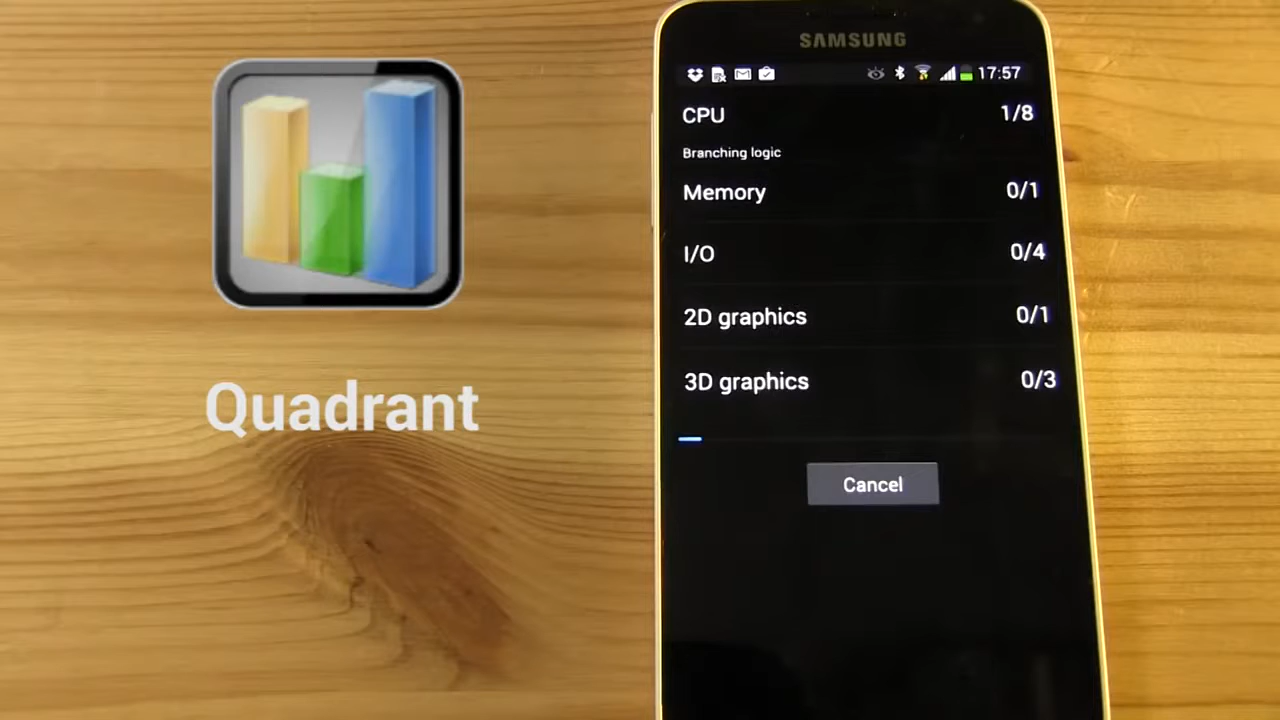 Quadrant
SAMSUNG
17:57
CPU 1/8
Branching logic
Memory 0/1
I/O 0/4
2D graphics 0/1
3D graphics 0/3
Cancel